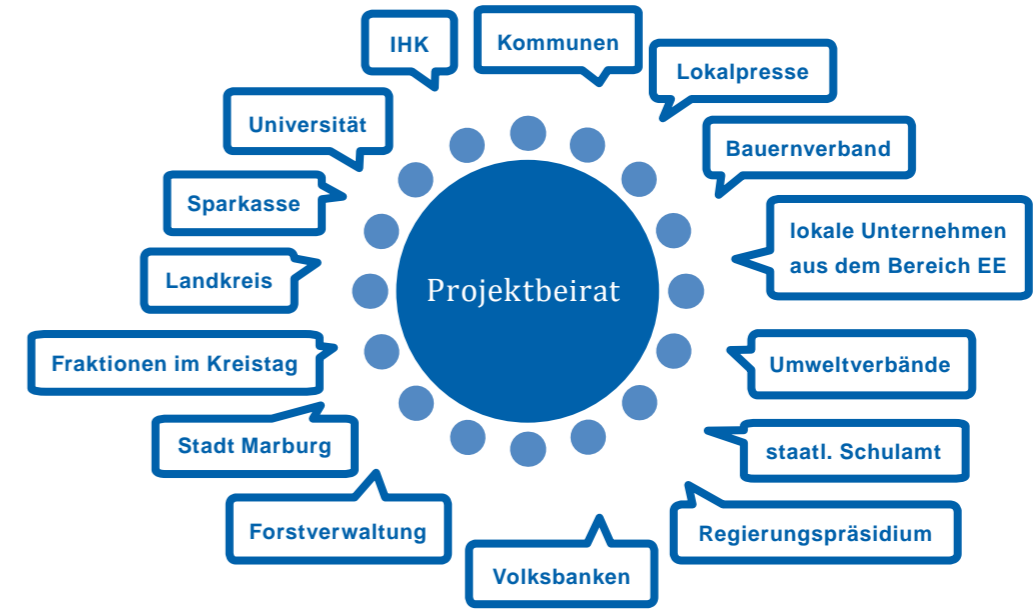 IHK
Kommunen
Lokalpresse
Universität
Bauernverband
Sparkasse
lokale Unternehmen
aus dem Bereich EE
Landkreis
Projektbeirat
Fraktionen im Kreistag
Umweltverbände
Stadt Marburg
staatl. Schulamt
Forstverwaltung
Regierungspräsidium
Volksbanken